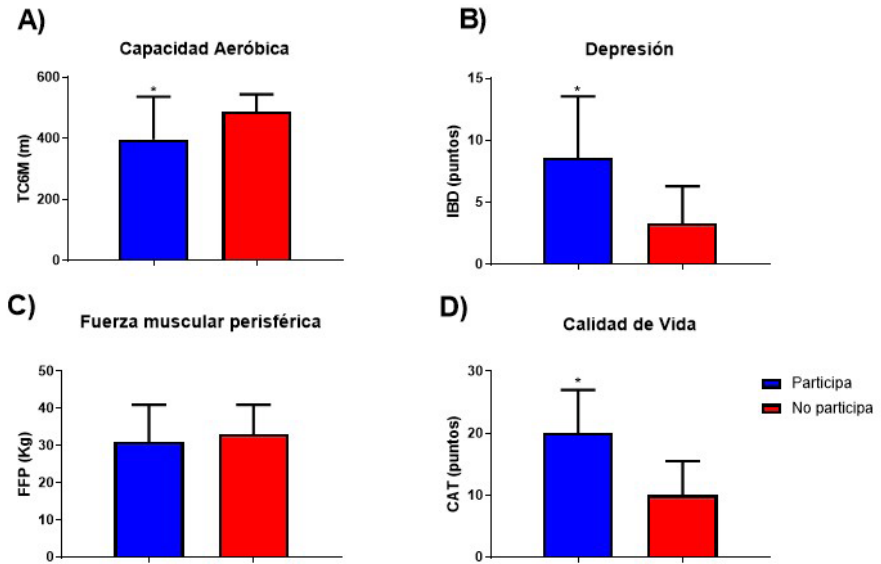 A)
Capacidad Aeróbica
600
400
200
0
TC6M (m)
*
B)
Depresión
15
10
5
0
IBD (puntos)
*
C)
Fuerza muscular perisférica
50
40
30
20
10
0
FFP (Kg)
D)
Calidad de Vida
30
20
10
0
CAT (puntos)
*
Participa
No participa